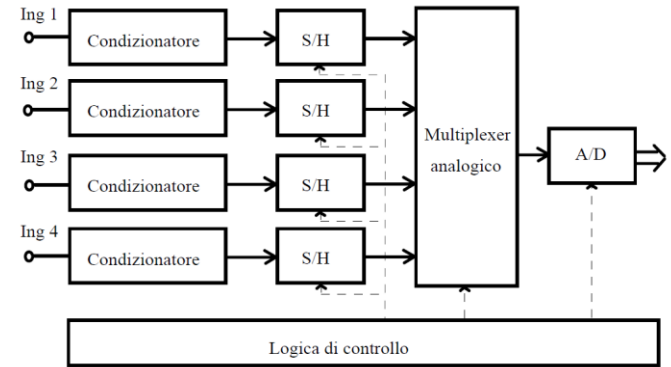 Ing 1
Condizionatore
S/H
Ing 2
Condizionatore
S/H
Ing 3
Condizionatore
S/H
Ing 4
Condizionatore
S/H
Multiplexer
analogico
A/D
Logica di controllo